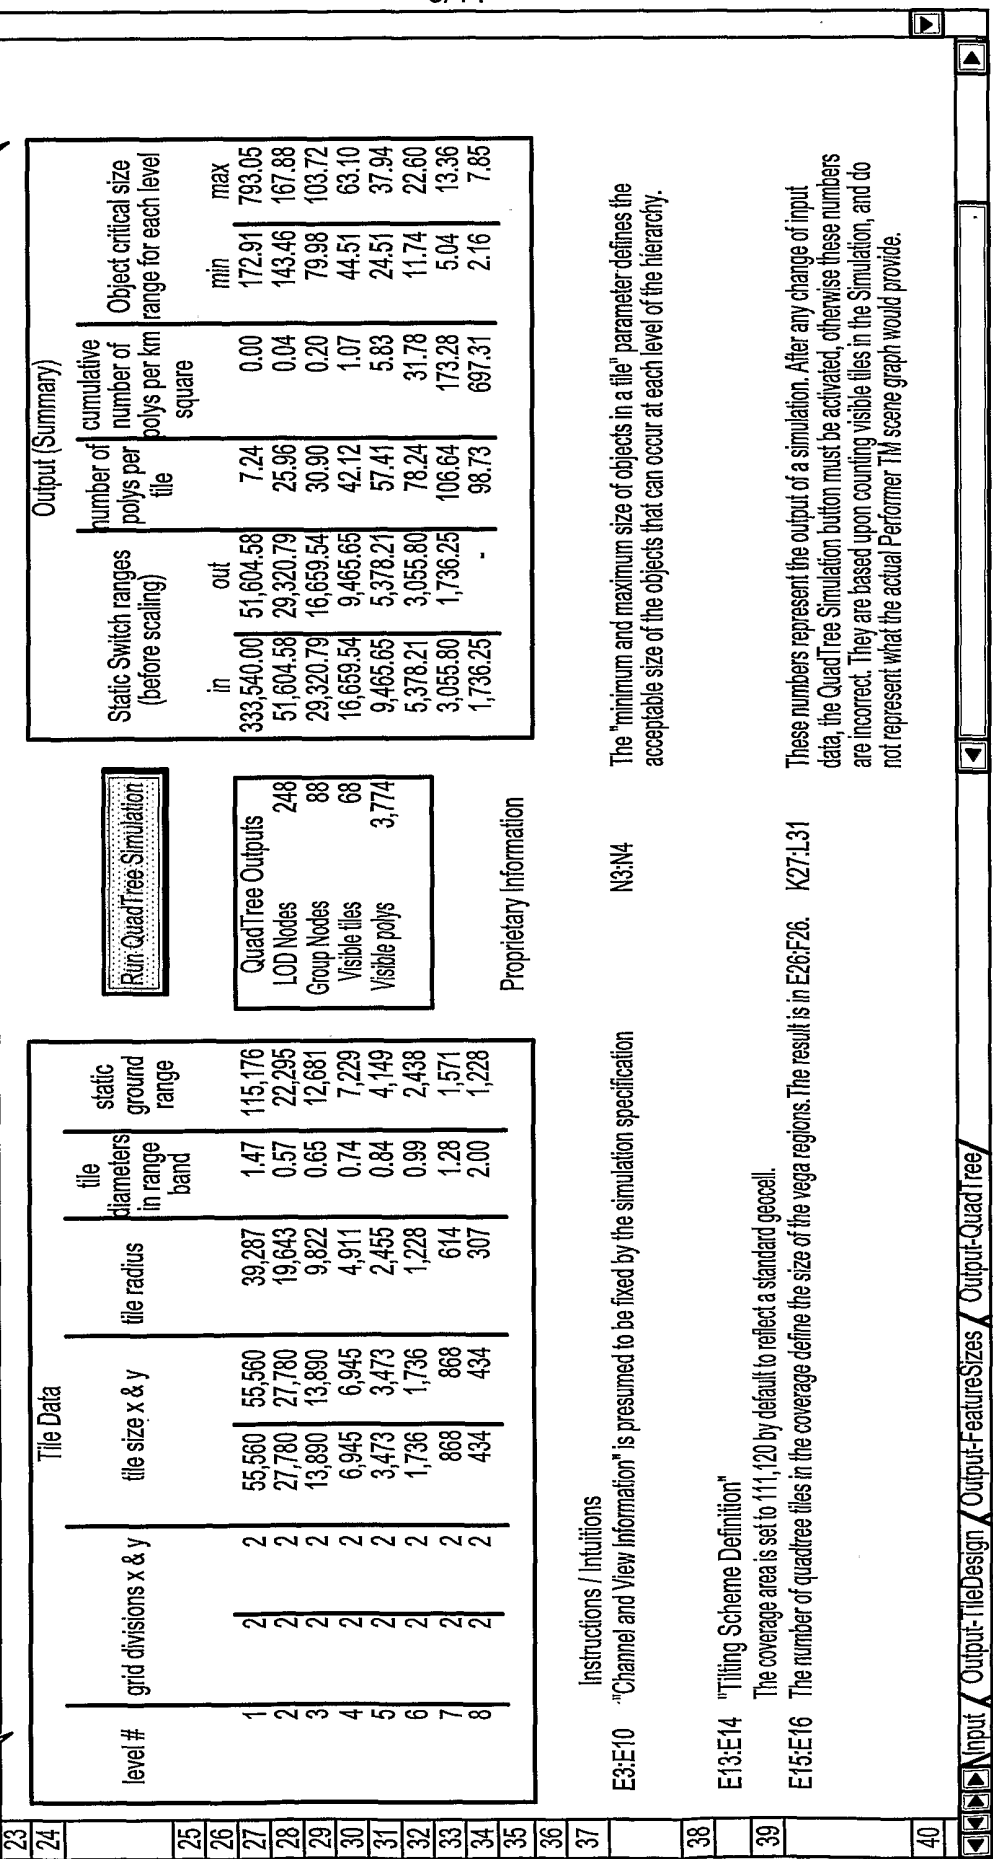 23
24
25
26
27
28
29
30
31
32
33
34
35
36
37
38
39
40
Tile Data
level # grid divisions x & y tile size x & y tile radius tile diameters in range band static ground range
1 2 2 55,560 55,560 39,287 1.47 115,176
2 2 2 27,780 27,780 19,643 0.57 22,295
3 2 2 13,890 13,890 9,822 0.65 12,681
4 2 2 6,945 6,945 4,911 0.74 7,229
5 2 2 3,473 3,473 2,455 0.84 4,149
6 2 2 1,736 1,736 1,228 0.99 2,438
7 2 2 868 868 614 1.28 1,571
8 2 2 434 434 307 2.00 1,228
Run QuadTree Simulation
QuadTree Outputs
LOD Nodes 248
Group Nodes 88
Visible tiles 68
Visible polys 3,774
Proprietary Information
Output (Summary)
Static Switch ranges (before scaling) number of polys per tile cumulative number of polys per km square Object critical size range for each level
in out min max
333,540.00 51,604.58 7.24 0.00 172.91 793.05
51,604.58 29,320.79 25.96 0.04 143.46 167.88
29,320.79 16,659.54 30.90 0.20 79.98 103.72
16,659.54 9,465.65 42.12 1.07 44.51 63.10
9,465.65 5,378.21 57.41 5.83 24.51 37.94
5,378.21 3,055.80 78.24 31.78 11.74 22.60
3,055.80 1,736.25 106.64 173.28 5.04 13.36
1,736.25 - 98.73 697.31 2.16 7.85
Instructions / Intuitions
E3:E10 "Channel and View Information" is presumed to be fixed by the simulation specification
N3:N4 The "minimum and maximum size of objects in a tile" parameter defines the
acceptable size of the objects that can occur at each level of the hierarchy.
E13:E14 "Tilting Scheme Definition"
The coverage area is set to 111,120 by default to reflect a standard geocell.
E15:E16 The number of quadtree tiles in the coverage define the size of the vega regions. The result is in E26:F26.
K27:L31 These numbers represent the output of a simulation. After any change of input
data, the QuadTree Simulation button must be activated, otherwise these numbers
are incorrect. They are based upon counting visible tiles in the Simulation, and do
not represent what the actual Performer TM scene graph would provide.
Input / Output-TileDesign / Output-FeatureSizes / Output-QuadTree /